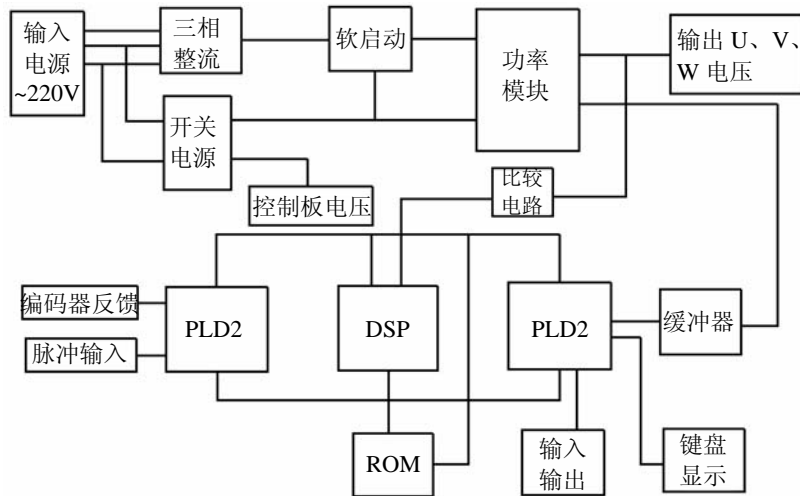 输入
电源
~220V
三相
整流
软启动
功率
模块
输出 U、V、
W 电压
开关
电源
控制板电压
比较
电路
编码器反馈
脉冲输入
PLD2
DSP
PLD2
缓冲器
ROM
输入
输出
键盘
显示